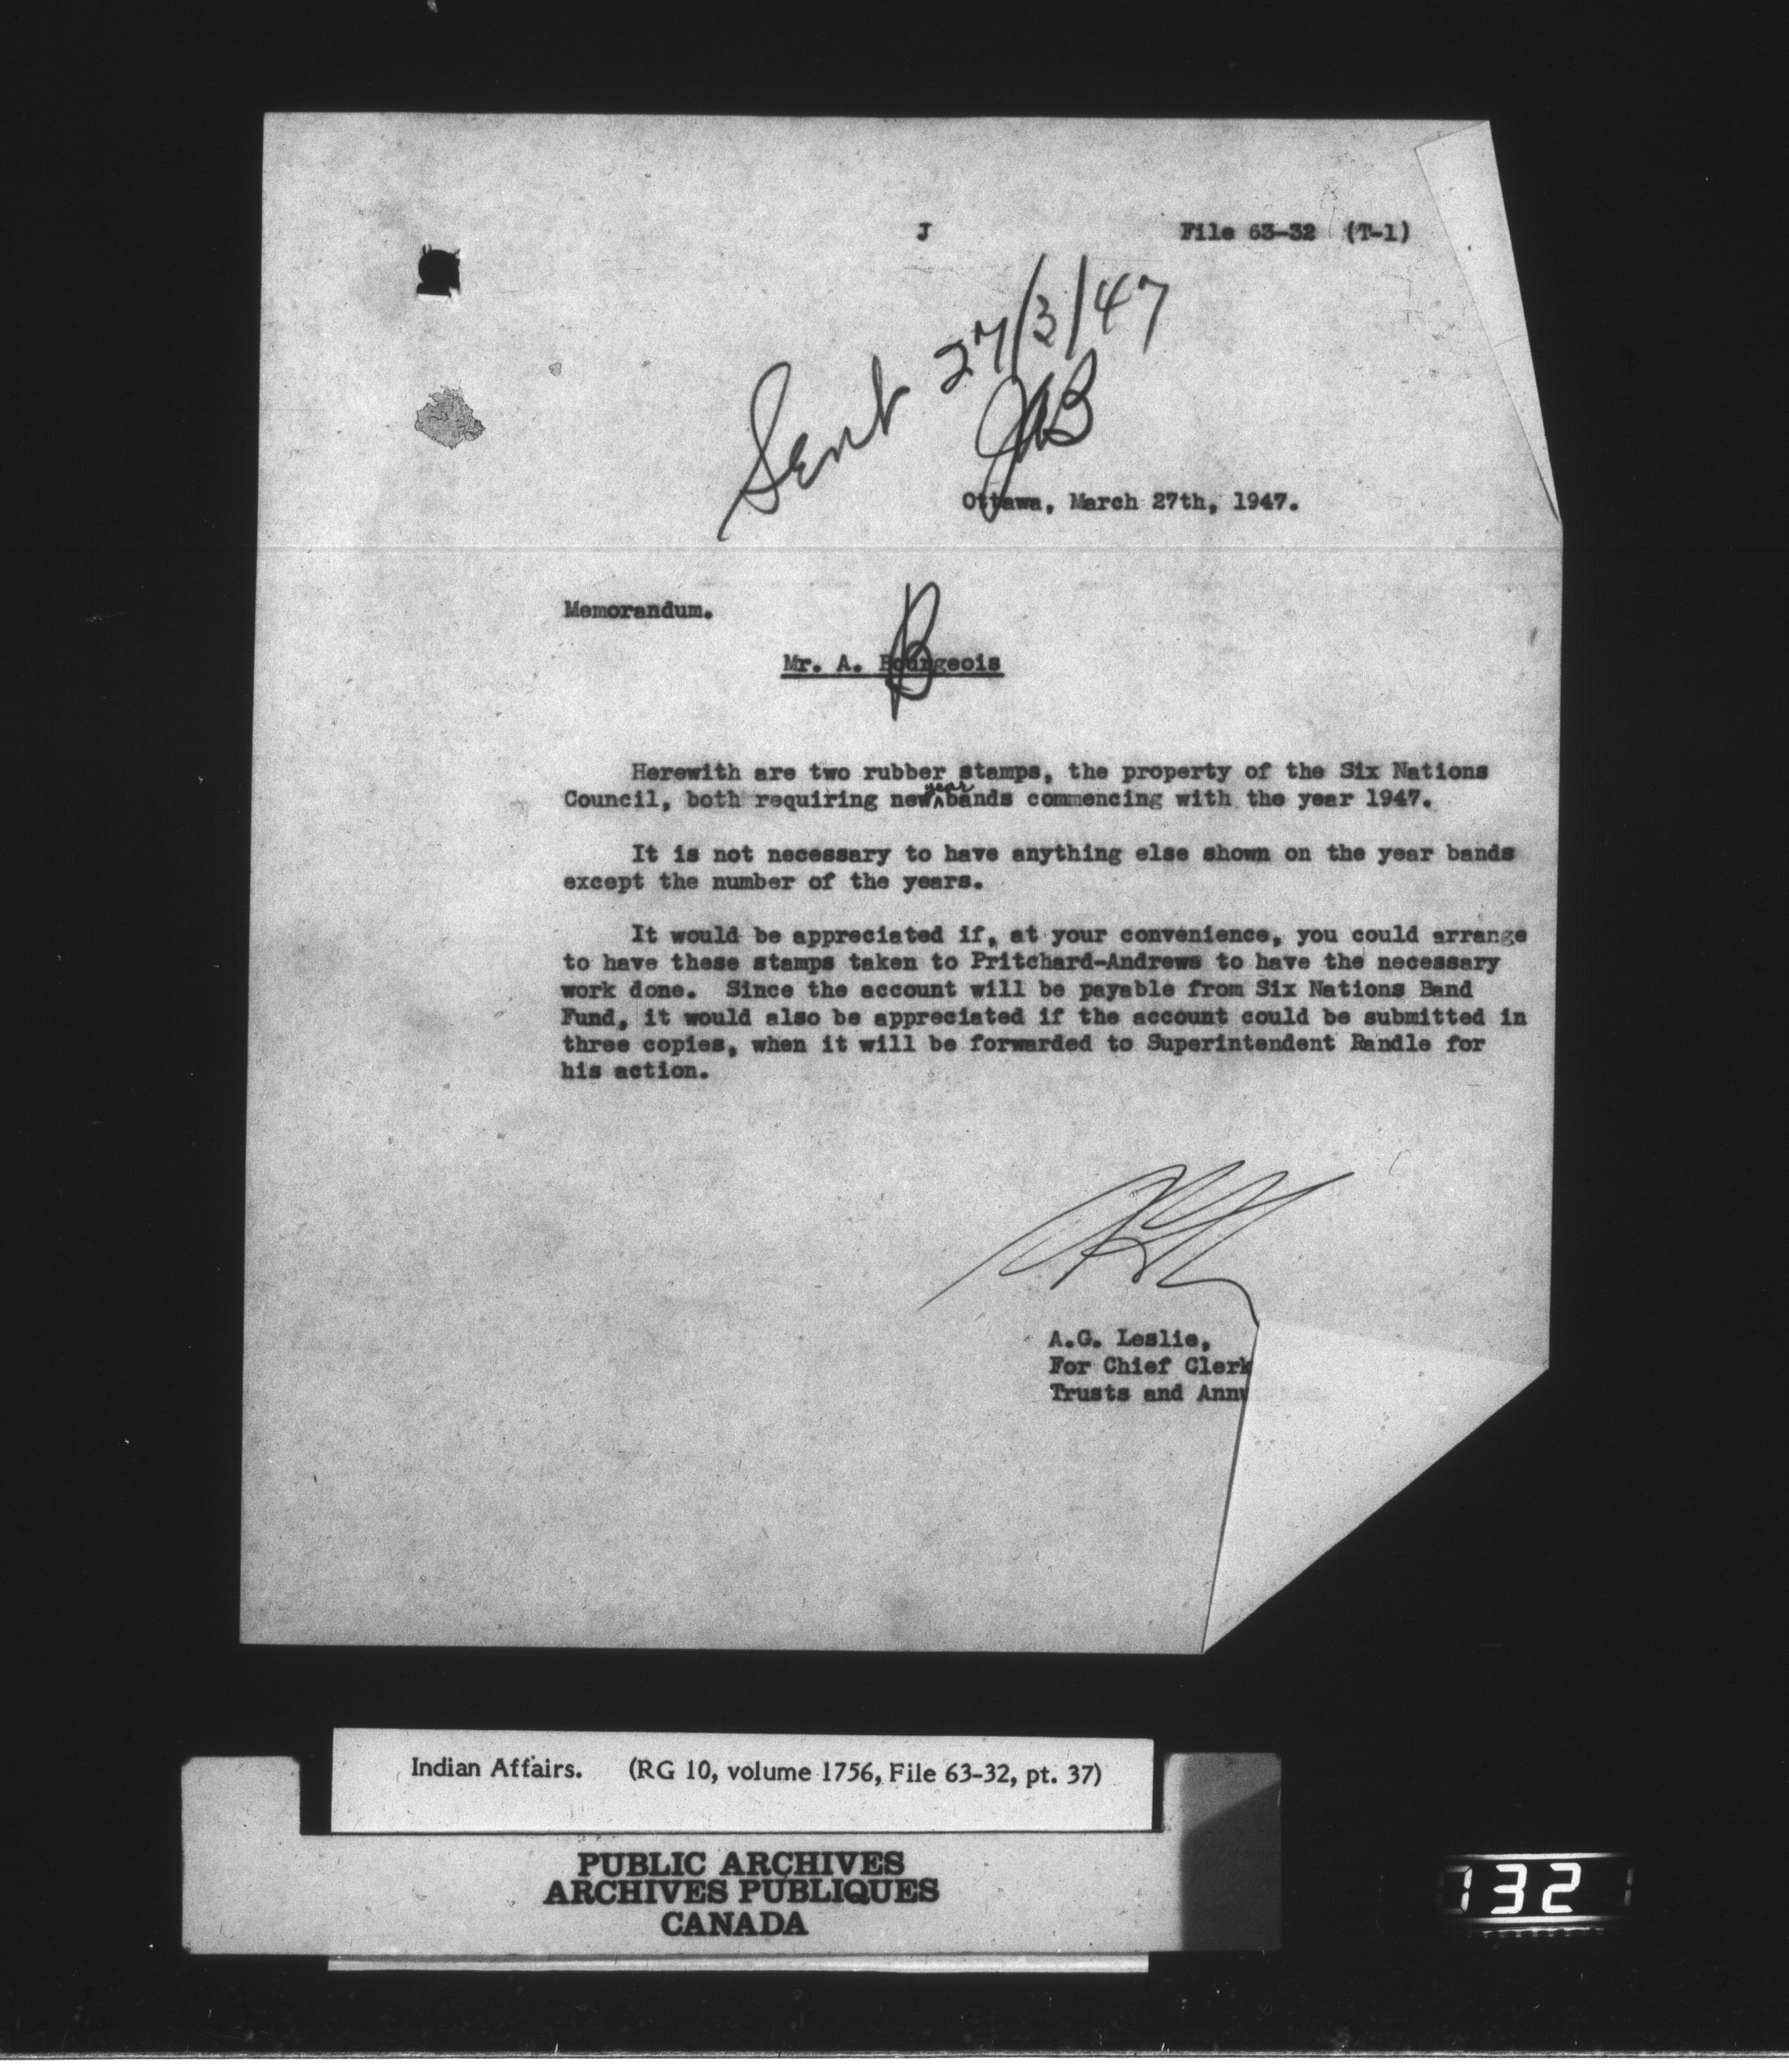 J File 63-32 (T-1)
Sent 27/3/47
JAB
Ottawa, March 27th, 1947.
Memorandum.
B
Mr. A. Bourgeois
Herewith are two rubber stamps, the property of the Six Nations
Council, both requiring new year bands commencing with the year 1947.
It is not necessary to have anything else shown on the year bands
except the number of the years.
It would be appreciated if, at your convenience, you could arrange
to have these stamps taken to Pritchard-Andrews to have the necessary
work done. Since the account will be payable from Six Nations Band
Fund, it would also be appreciated if the account could be submitted in
three copies, when it will be forwarded to Superintendent Randle for
his action.
A.G. Leslie,
For Chief Clerk
Trusts and Ann
Indian Affairs. (RG 10, volume 1756, File 63-32, pt. 37)
PUBLIC ARCHIVES
ARCHIVES PUBLIQUES
CANADA
132